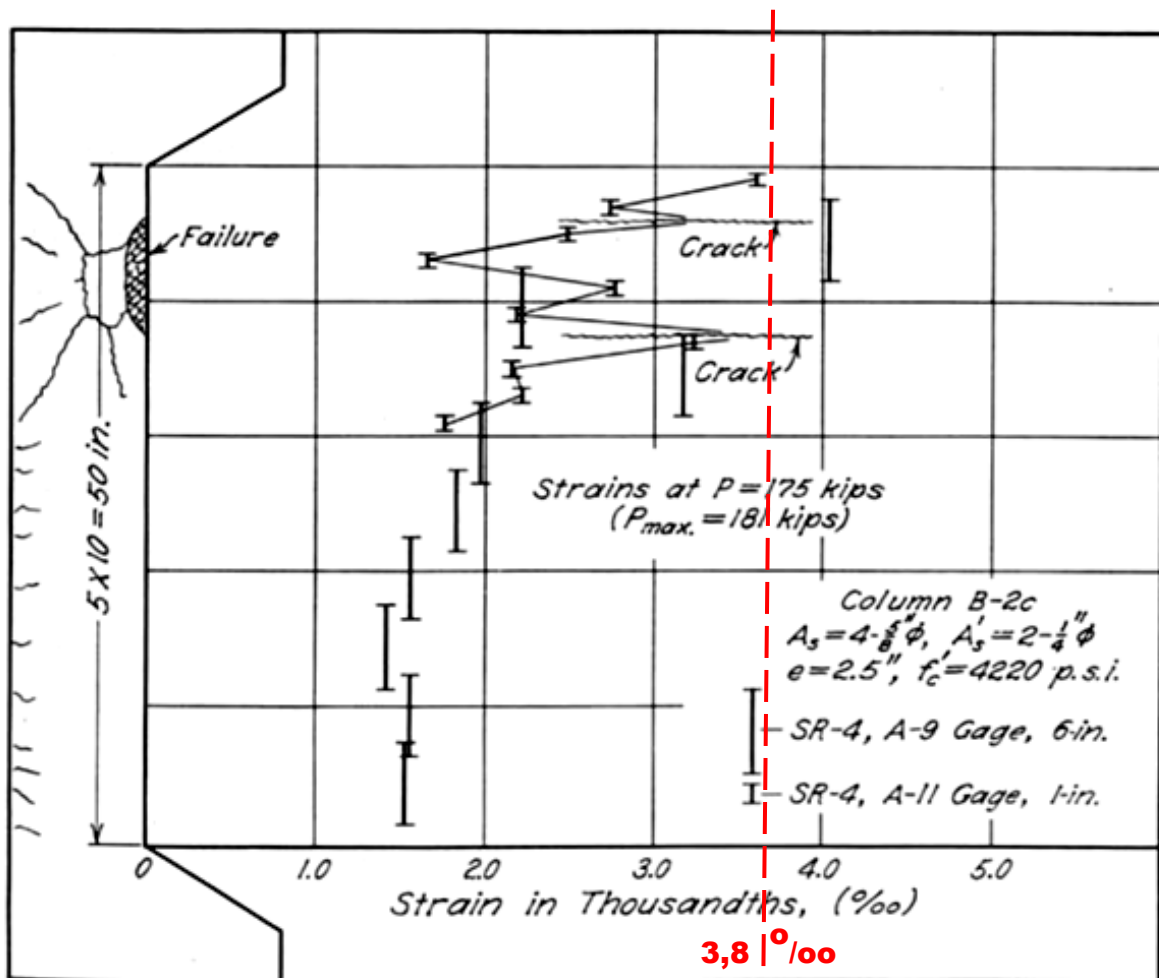 Failure
Crack
Crack
5 x 10 = 50 in.
Strains at P = 175 kips
(Pmax. = 181 kips)
Column B-2c
As = 4-5/8"ϕ, A's = 2-1/4"ϕ
e = 2.5", f'c = 4220 p.s.i.
SR-4, A-9 Gage, 6-in.
SR-4, A-11 Gage, 1-in.
0 1.0 2.0 3.0 4.0 5.0
Strain in Thousandths, (‰)
3,8 º/oo